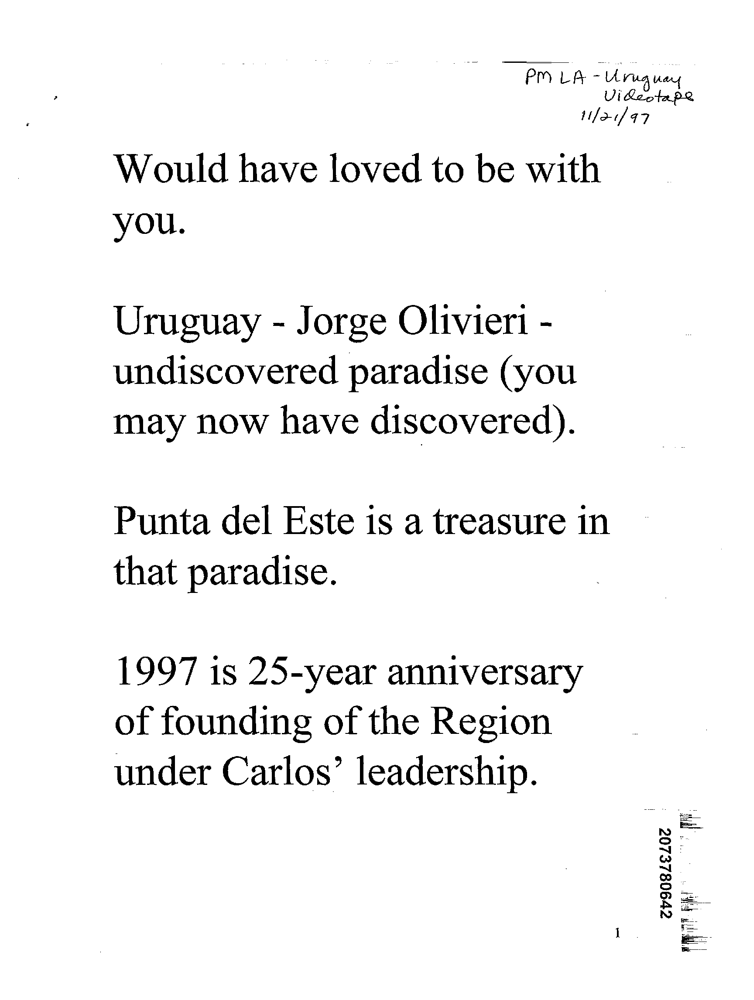 PM LA - Uruguay
Videotape
11/21/97
Would have loved to be with
you.
Uruguay - Jorge Olivieri -
undiscovered paradise (you
may now have discovered).
Punta del Este is a treasure in
that paradise.
1997 is 25-year anniversary
of founding of the Region
under Carlos’ leadership.
2073780642
1